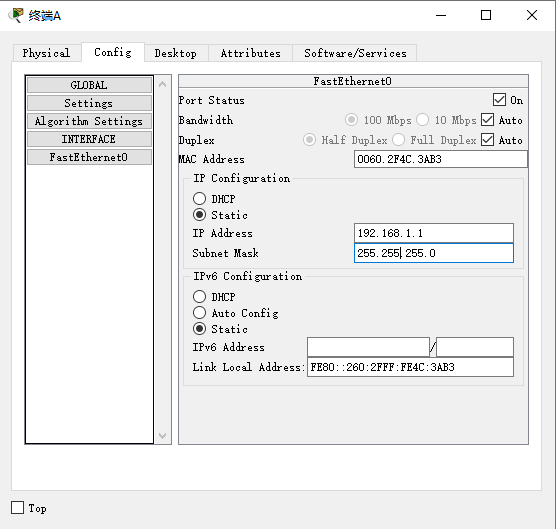 终端A
Physical Config Desktop Attributes Software/Services
GLOBAL
Settings
Algorithm Settings
INTERFACE
FastEthernet0
FastEthernet0
Port Status On
Bandwidth 100 Mbps 10 Mbps Auto
Duplex Half Duplex Full Duplex Auto
MAC Address 0060.2F4C.3AB3
IP Configuration
DHCP
Static
IP Address 192.168.1.1
Subnet Mask 255.255.255.0
IPv6 Configuration
DHCP
Auto Config
Static
IPv6 Address /
Link Local Address: FE80::260:2FFF:FE4C:3AB3
Top